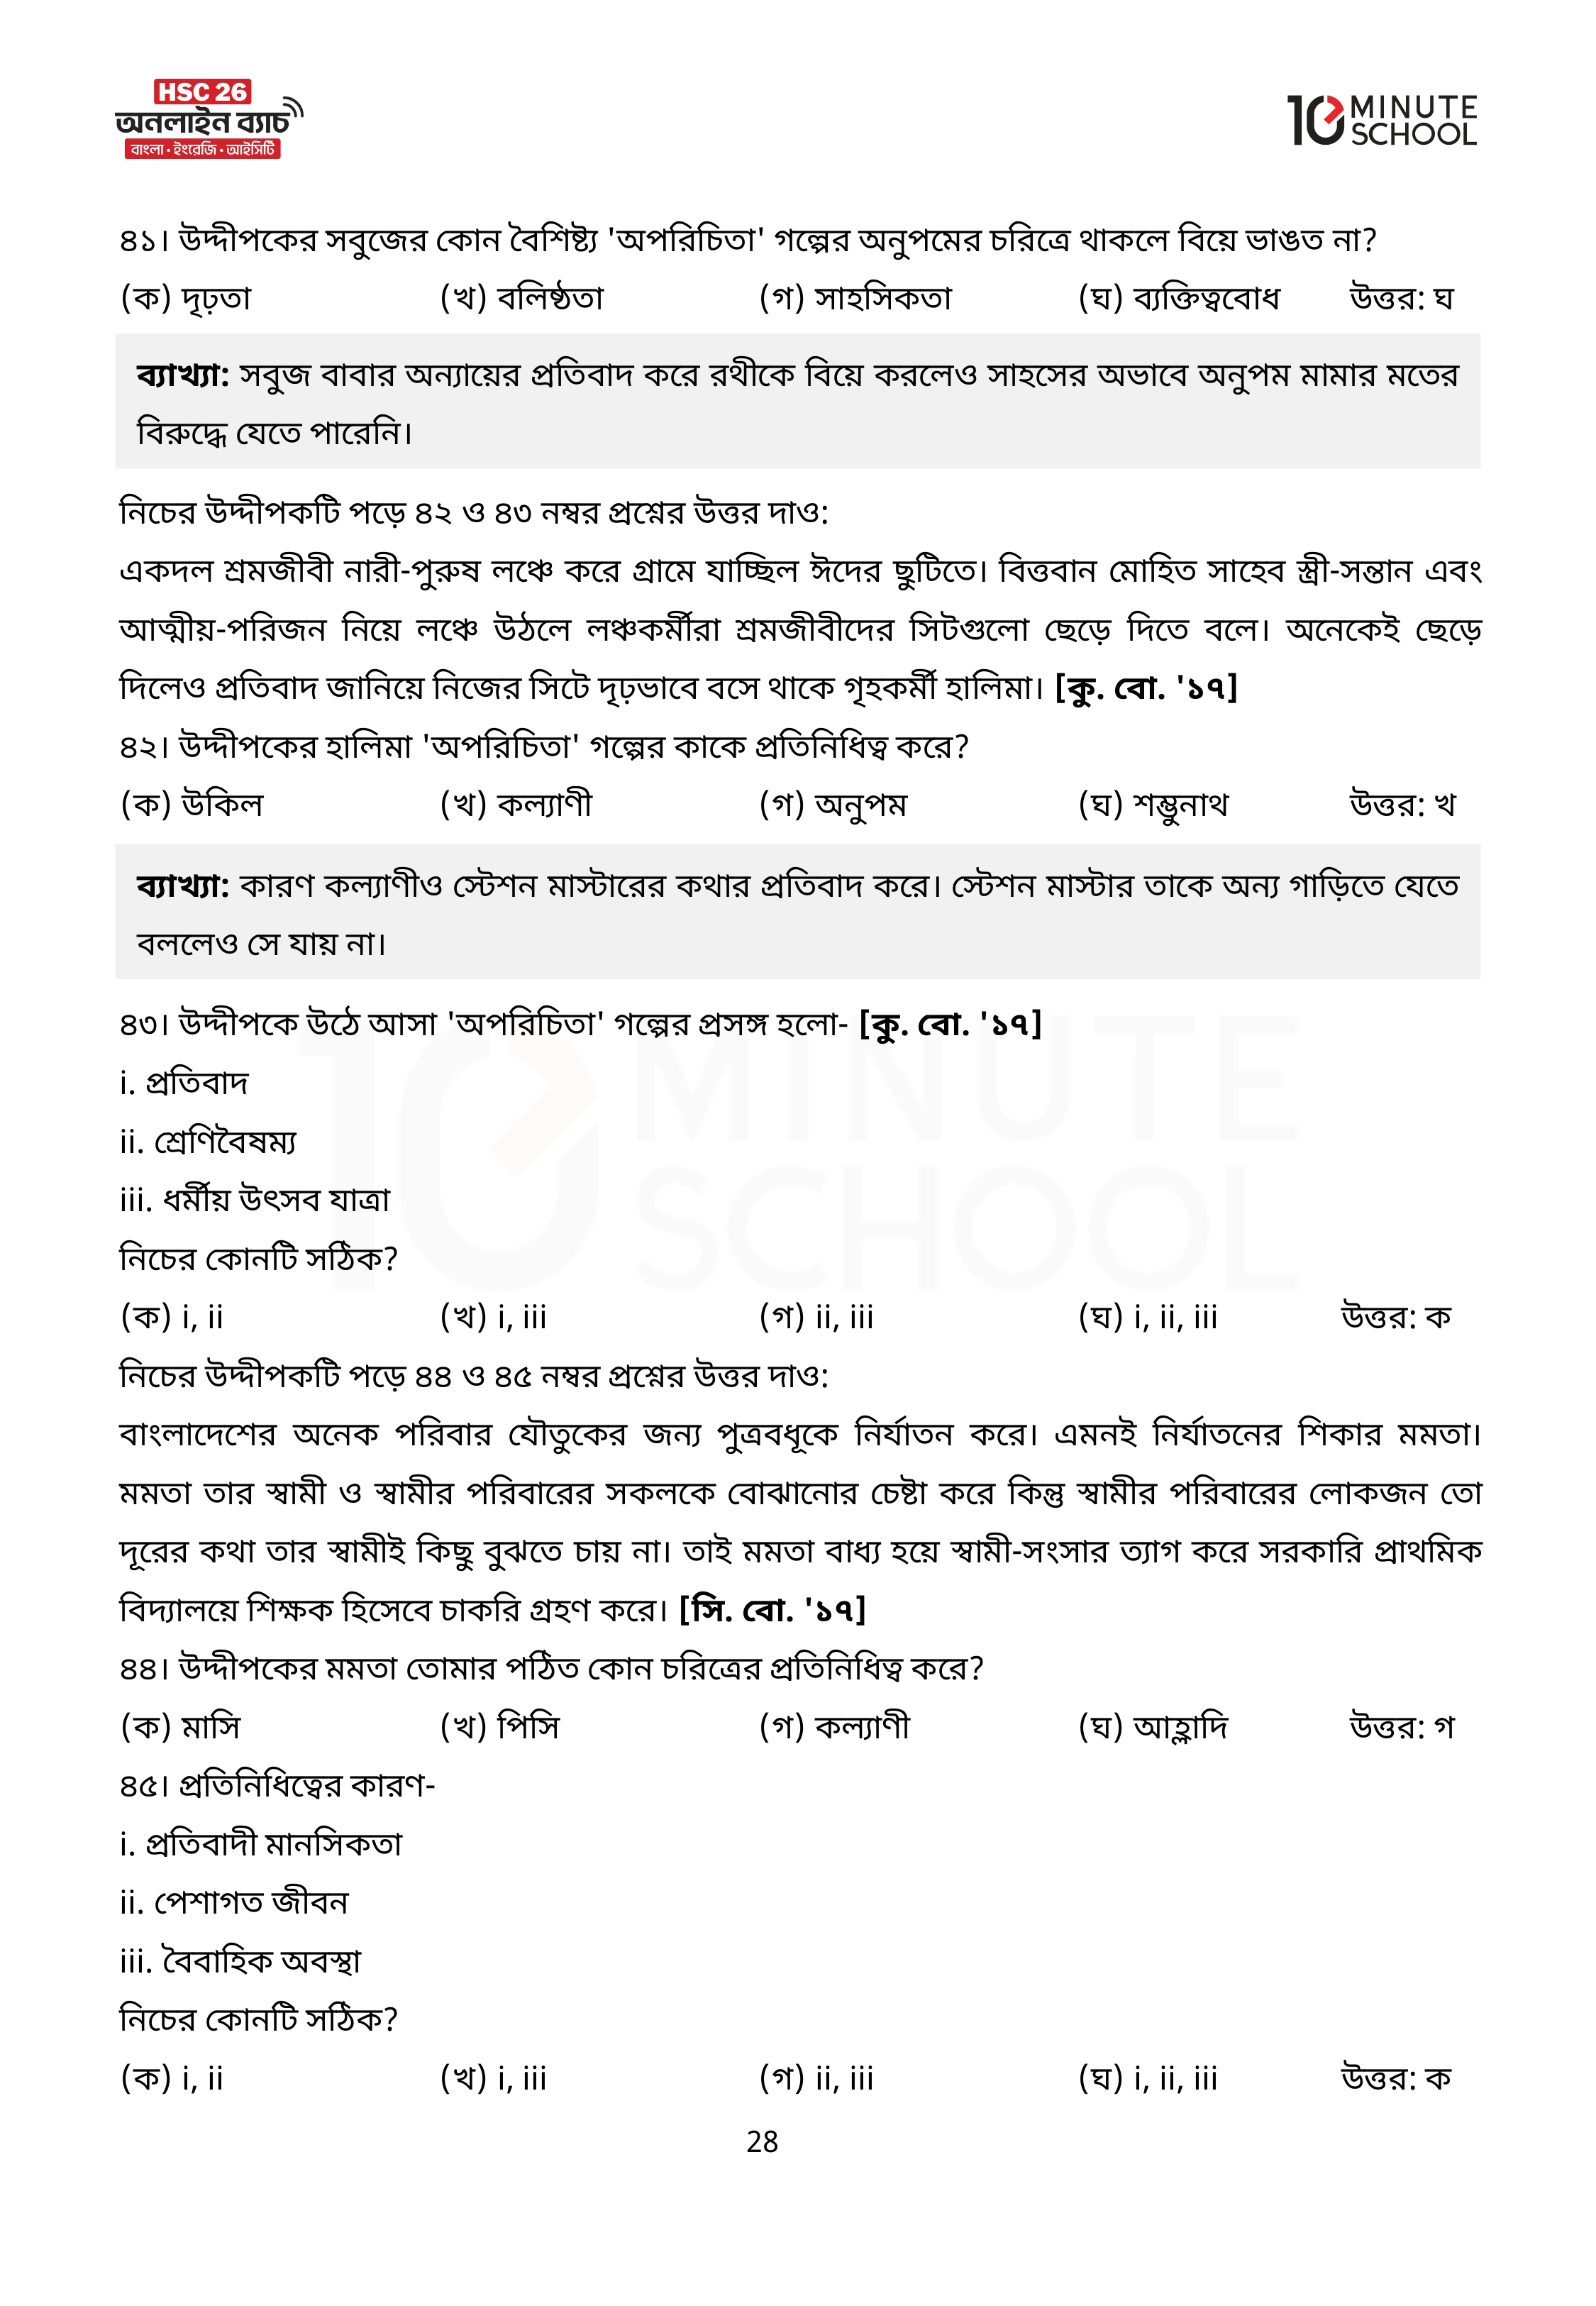 HSC 26
অনলাইন ব্যাচ
বাংলা • ইংরেজি • আইসিটি
10 MINUTE SCHOOL
৪১। উদ্দীপকের সবুজের কোন বৈশিষ্ট্য 'অপরিচিতা' গল্পের অনুপমের চরিত্রে থাকলে বিয়ে ভাঙত না?
(ক) দৃঢ়তা (খ) বলিষ্ঠতা (গ) সাহসিকতা (ঘ) ব্যক্তিত্ববোধ উত্তর: ঘ
ব্যাখ্যা: সবুজ বাবার অন্যায়ের প্রতিবাদ করে রথীকে বিয়ে করলেও সাহসের অভাবে অনুপম মামার মতের
বিরুদ্ধে যেতে পারেনি।
নিচের উদ্দীপকটি পড়ে ৪২ ও ৪৩ নম্বর প্রশ্নের উত্তর দাও:
একদল শ্রমজীবী নারী-পুরুষ লঞ্চে করে গ্রামে যাচ্ছিল ঈদের ছুটিতে। বিত্তবান মোহিত সাহেব স্ত্রী-সন্তান এবং
আত্মীয়-পরিজন নিয়ে লঞ্চে উঠলে লঞ্চকর্মীরা শ্রমজীবীদের সিটগুলো ছেড়ে দিতে বলে। অনেকেই ছেড়ে
দিলেও প্রতিবাদ জানিয়ে নিজের সিটে দৃঢ়ভাবে বসে থাকে গৃহকর্মী হালিমা। [কু. বো. '১৭]
৪২। উদ্দীপকের হালিমা 'অপরিচিতা' গল্পের কাকে প্রতিনিধিত্ব করে?
(ক) উকিল (খ) কল্যাণী (গ) অনুপম (ঘ) শম্ভুনাথ উত্তর: খ
ব্যাখ্যা: কারণ কল্যাণীও স্টেশন মাস্টারের কথার প্রতিবাদ করে। স্টেশন মাস্টার তাকে অন্য গাড়িতে যেতে
বললেও সে যায় না।
৪৩। উদ্দীপকে উঠে আসা 'অপরিচিতা' গল্পের প্রসঙ্গ হলো- [কু. বো. '১৭]
i. প্রতিবাদ
ii. শ্রেণিবৈষম্য
iii. ধর্মীয় উৎসব যাত্রা
নিচের কোনটি সঠিক?
(ক) i, ii (খ) i, iii (গ) ii, iii (ঘ) i, ii, iii উত্তর: ক
নিচের উদ্দীপকটি পড়ে ৪৪ ও ৪৫ নম্বর প্রশ্নের উত্তর দাও:
বাংলাদেশের অনেক পরিবার যৌতুকের জন্য পুত্রবধূকে নির্যাতন করে। এমনই নির্যাতনের শিকার মমতা।
মমতা তার স্বামী ও স্বামীর পরিবারের সকলকে বোঝানোর চেষ্টা করে কিন্তু স্বামীর পরিবারের লোকজন তো
দূরের কথা তার স্বামীই কিছু বুঝতে চায় না। তাই মমতা বাধ্য হয়ে স্বামী-সংসার ত্যাগ করে সরকারি প্রাথমিক
বিদ্যালয়ে শিক্ষক হিসেবে চাকরি গ্রহণ করে। [সি. বো. '১৭]
৪৪। উদ্দীপকের মমতা তোমার পঠিত কোন চরিত্রের প্রতিনিধিত্ব করে?
(ক) মাসি (খ) পিসি (গ) কল্যাণী (ঘ) আহ্লাদি উত্তর: গ
৪৫। প্রতিনিধিত্বের কারণ-
i. প্রতিবাদী মানসিকতা
ii. পেশাগত জীবন
iii. বৈবাহিক অবস্থা
নিচের কোনটি সঠিক?
(ক) i, ii (খ) i, iii (গ) ii, iii (ঘ) i, ii, iii উত্তর: ক
28